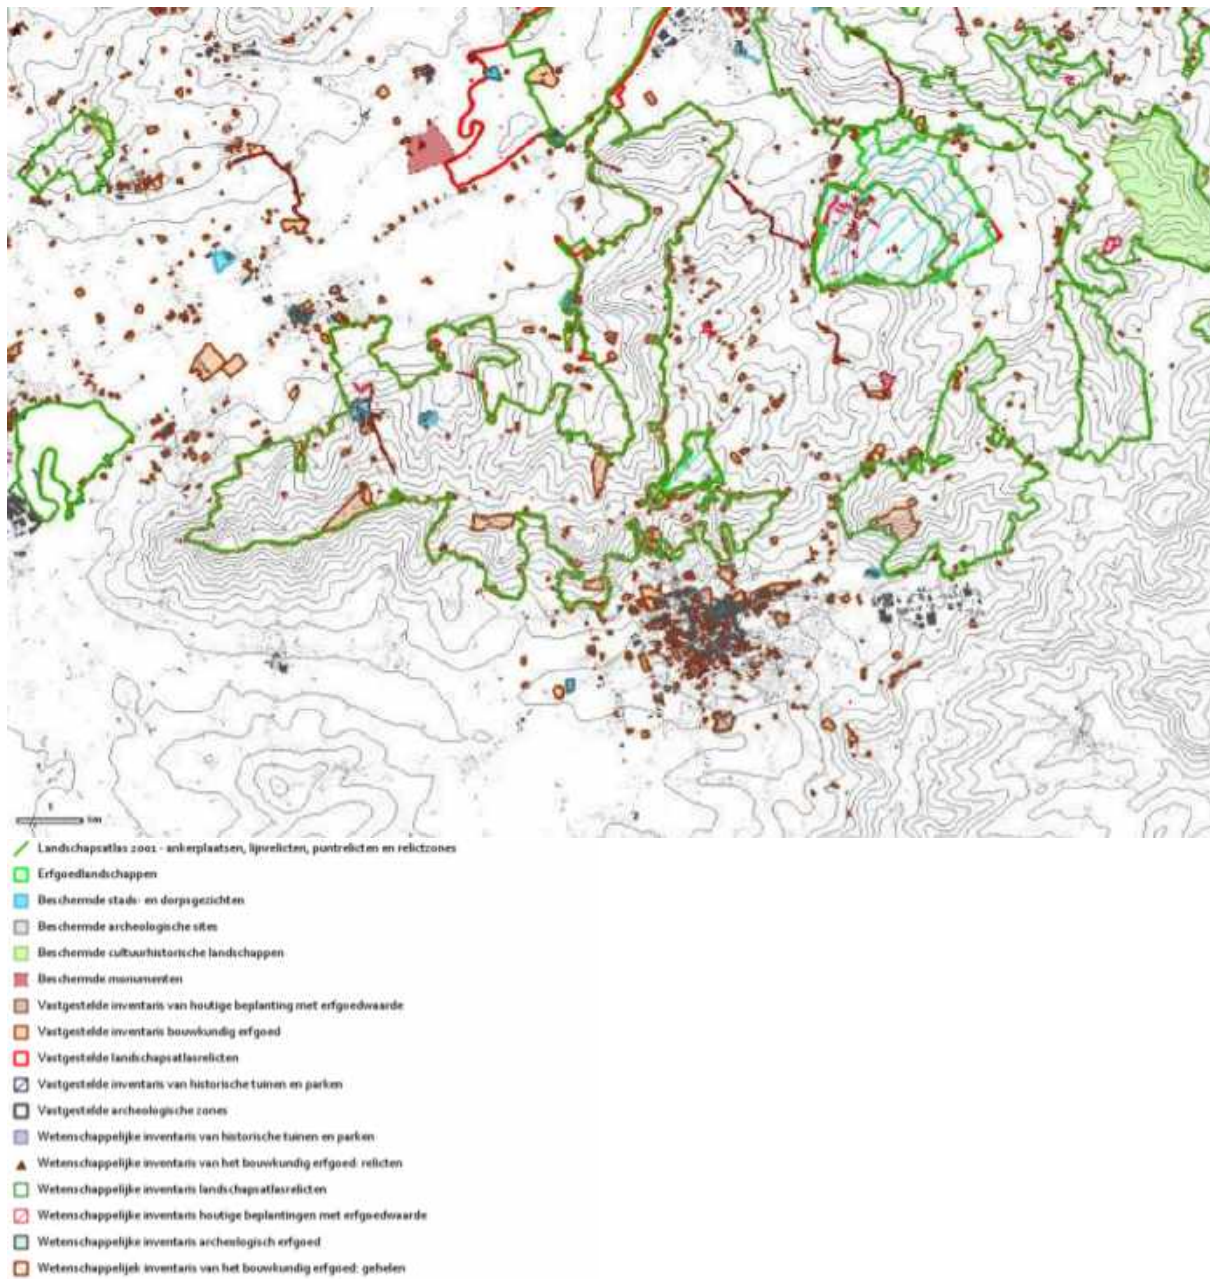 1
1m
2
Landschapsatlas 2001 - ankerplaatsen, lijnrelicten, puntrelicten en relictzones
Erfgoedlandschappen
Beschermde stads- en dorpsgezichten
Beschermde archeologische sites
Beschermde cultuurhistorische landschappen
Beschermde monumenten
Vastgestelde inventaris van houtige beplanting met erfgoedwaarde
Vastgestelde inventaris bouwkundig erfgoed
Vastgestelde landschapsatlasrelicten
Vastgestelde inventaris van historische tuinen en parken
Vastgestelde archeologische zones
Wetenschappelijke inventaris van historische tuinen en parken
Wetenschappelijke inventaris van het bouwkundig erfgoed: relicten
Wetenschappelijke inventaris landschapsatlasrelicten
Wetenschappelijke inventaris houtige beplantingen met erfgoedwaarde
Wetenschappelijke inventaris archeologisch erfgoed
Wetenschappelijek inventaris van het bouwkundig erfgoed: gehelen